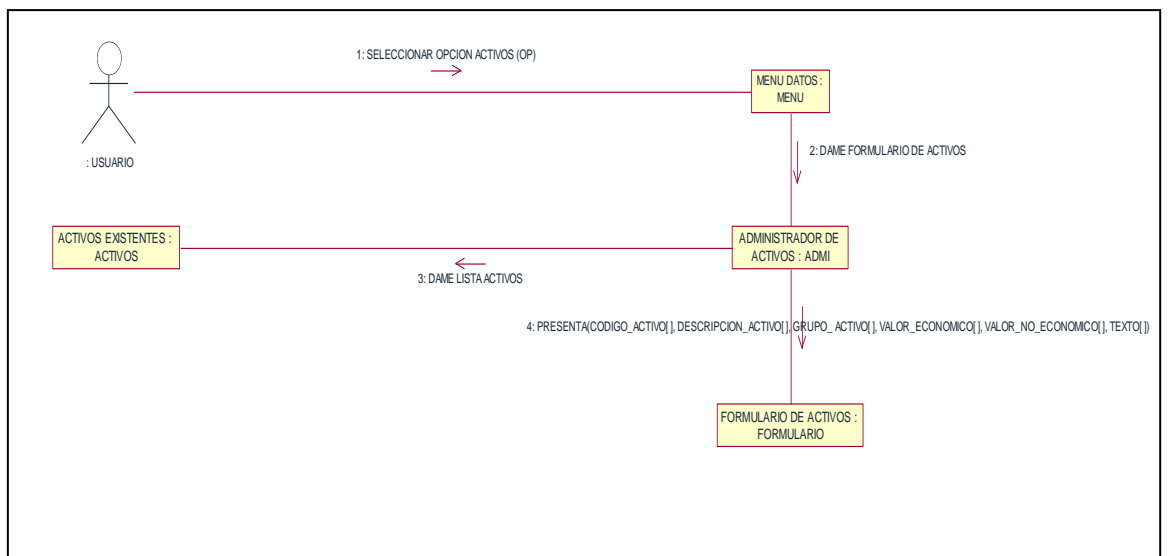 1: SELECCIONAR OPCION ACTIVOS (OP)
MENU DATOS :
MENU
: USUARIO
2: DAME FORMULARIO DE ACTIVOS
ACTIVOS EXISTENTES :
ACTIVOS
ADMINISTRADOR DE
ACTIVOS : ADMI
3: DAME LISTA ACTIVOS
4: PRESENTA(CODIGO_ACTIVO[ ], DESCRIPCION_ACTIVO[ ], GRUPO_ ACTIVO[ ], VALOR_ECONOMICO[ ], VALOR_NO_ECONOMICO[ ], TEXTO[ ])
FORMULARIO DE ACTIVOS :
FORMULARIO